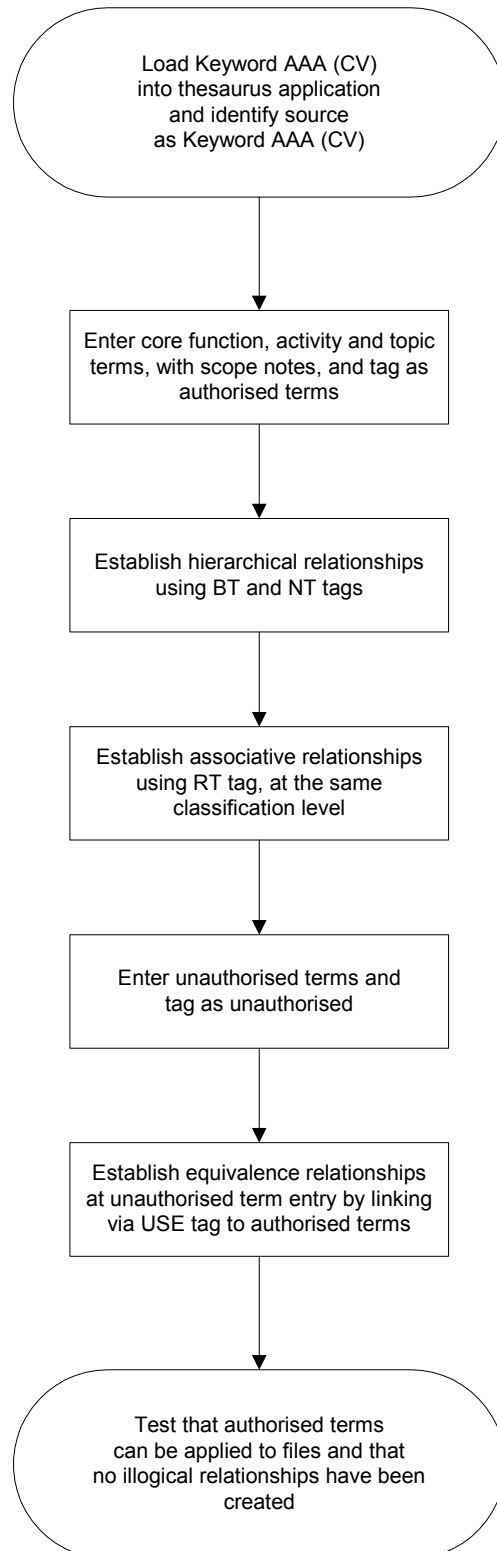 Load Keyword AAA (CV)
into thesaurus application
and identify source
as Keyword AAA (CV)
Enter core function, activity and topic
terms, with scope notes, and tag as
authorised terms
Establish hierarchical relationships
using BT and NT tags
Establish associative relationships
using RT tag, at the same
classification level
Enter unauthorised terms and
tag as unauthorised
Establish equivalence relationships
at unauthorised term entry by linking
via USE tag to authorised terms
Test that authorised terms
can be applied to files and that
no illogical relationships have been
created